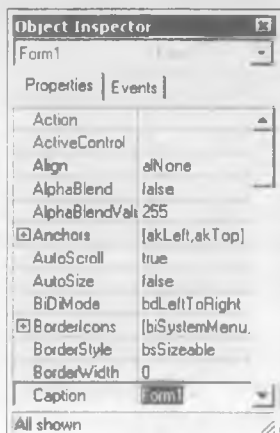 Object Inspector
Form1
Properties Events
Action
ActiveControl
Align alNone
AlphaBlend false
AlphaBlendValu 255
Anchors [akLeft,akTop]
AutoScroll true
AutoSize false
BiDiMode bdLeftToRight
BorderIcons [biSystemMenu,
BorderStyle bsSizeable
BorderWidth 0
Caption Form1
All shown